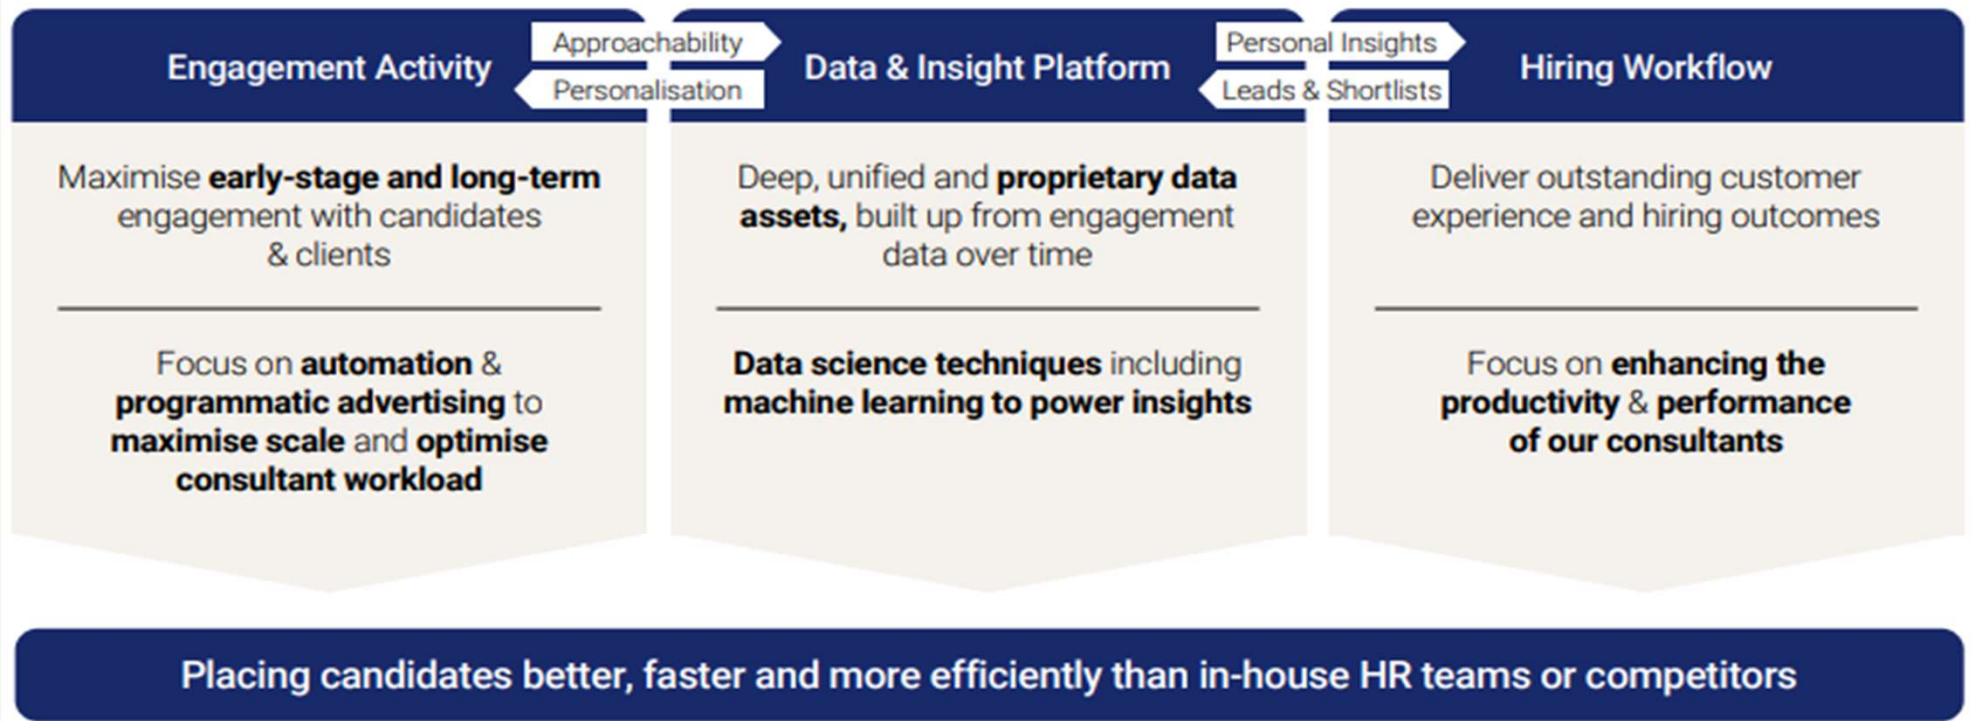 Engagement Activity
Approachability
Personalisation
Data & Insight Platform
Personal Insights
Leads & Shortlists
Hiring Workflow
Maximise early-stage and long-term
engagement with candidates
& clients
Focus on automation &
programmatic advertising to
maximise scale and optimise
consultant workload
Deep, unified and proprietary data
assets, built up from engagement
data over time
Data science techniques including
machine learning to power insights
Deliver outstanding customer
experience and hiring outcomes
Focus on enhancing the
productivity & performance
of our consultants
Placing candidates better, faster and more efficiently than in-house HR teams or competitors